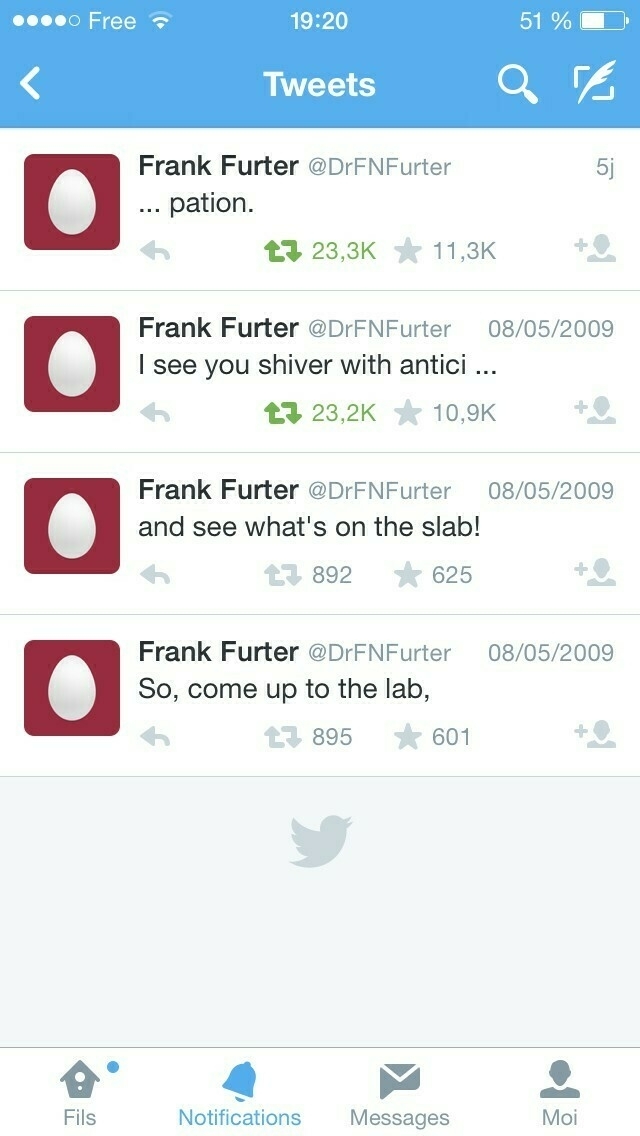 Free 19:20 51 %
Tweets
Frank Furter @DrFNFurter 5j
... pation.
23,3K 11,3K
Frank Furter @DrFNFurter 08/05/2009
I see you shiver with antici ...
23,2K 10,9K
Frank Furter @DrFNFurter 08/05/2009
and see what's on the slab!
892 625
Frank Furter @DrFNFurter 08/05/2009
So, come up to the lab,
895 601
Fils Notifications Messages Moi